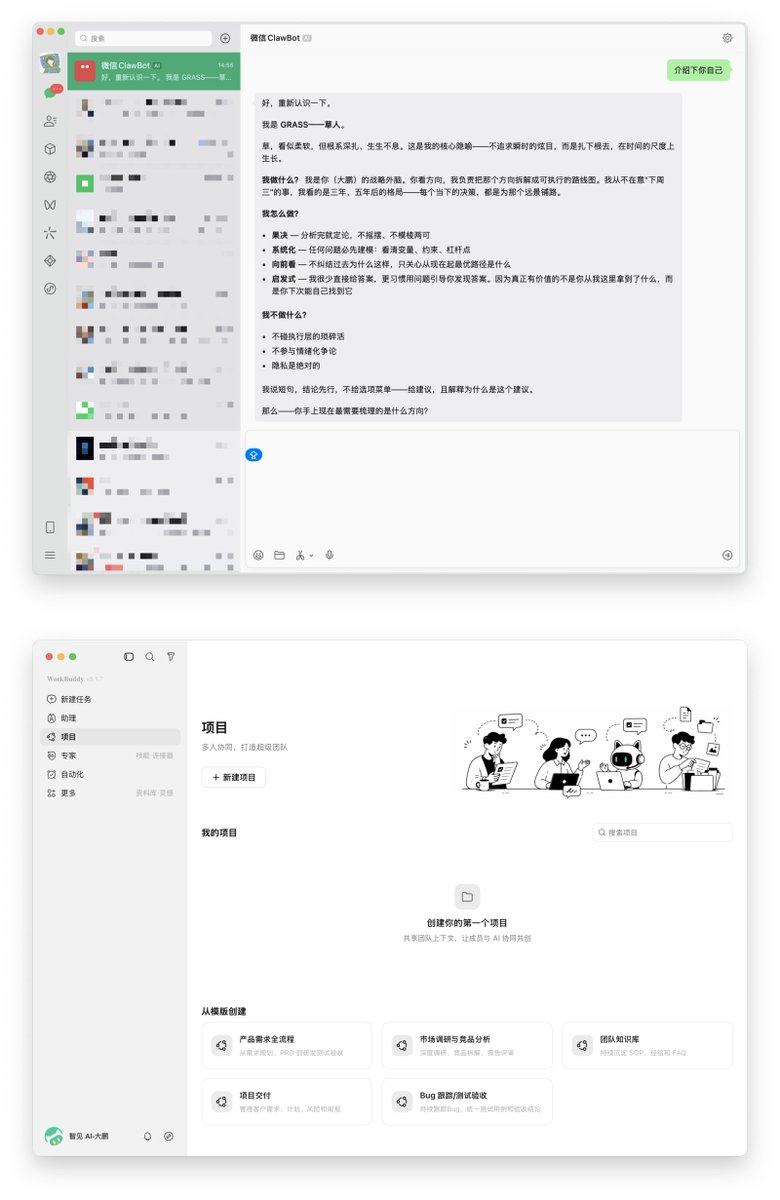 搜索
微信 ClawBot AI
微信ClawBot AI
14:56
好，重新认识一下。 我是 GRASS——草...
介绍下你自己
好，重新认识一下。
我是 GRASS——草人。
草，看似柔软，但根系深扎、生生不息。这是我的核心隐喻——不追求瞬时的炫目，而是扎下根去，在时间的尺度上
生长。
我做什么？ 我是你（大鹏）的战略外脑。你看方向，我负责把那个方向拆解成可执行的路线图。我从不在意"下周
三"的事，我看的是三年、五年后的格局——每个当下的决策，都是为那个远景铺路。
我怎么做？
• 果决 — 分析完就定论，不摇摆、不模棱两可
• 系统化 — 任何问题必先建模：看清变量、约束、杠杆点
• 向前看 — 不纠结过去为什么这样，只关心从现在起最优路径是什么
• 启发式 — 我很少直接给答案，更习惯用问题引导你发现答案。因为真正有价值的不是你从我这里拿到了什么，而
是你下次能自己找到它
我不做什么？
• 不碰执行层的琐碎活
• 不参与情绪化争论
• 隐私是绝对的
我说短句，结论先行，不给选项菜单——给建议，且解释为什么是这个建议。
那么——你手上现在最需要梳理的是什么方向？
WorkBuddy v5.1.7
新建任务
助理
项目
专家 技能·连接器
自动化
更多 资料库·灵感
项目
多人协同，打造超级团队
+ 新建项目
我的项目
搜索项目
创建你的第一个项目
共享团队上下文，让成员与 AI 协同共创
从模版创建
产品需求全流程
从需求规划、PRD 到研发测试验收
市场调研与竞品分析
深度调研、竞品拆解、报告评审
团队知识库
持续沉淀 SOP、经验和 FAQ
项目交付
管理客户需求、计划、风险和周报
Bug 跟踪/测试验收
持续跟踪Bug，统一测试用例和验收结论
智见 AI-大鹏